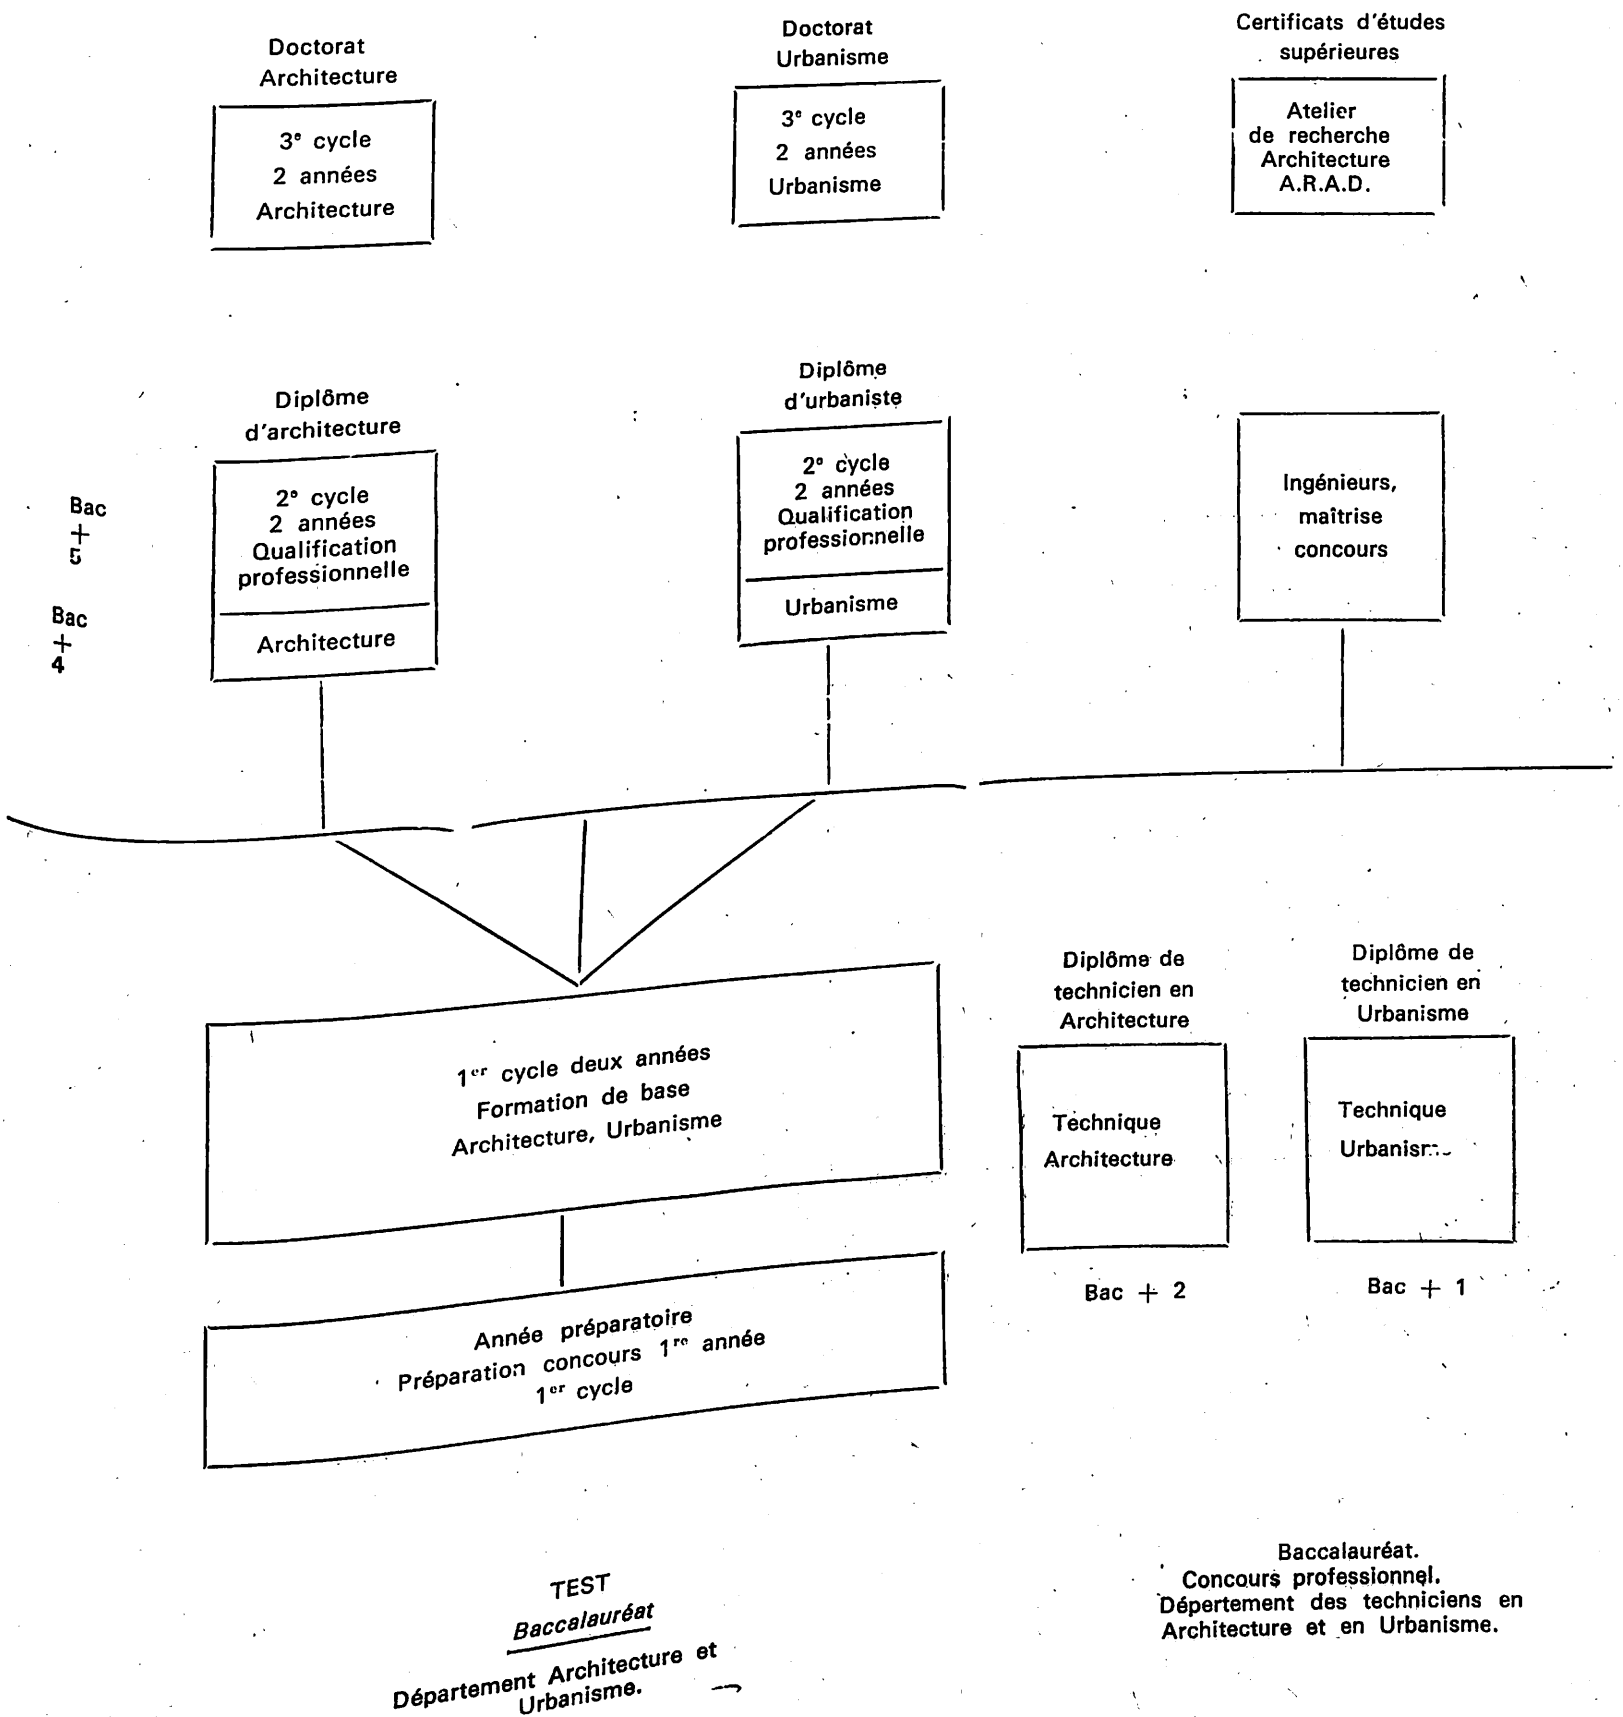 Doctorat
Architecture
3e cycle
2 années
Architecture
Doctorat
Urbanisme
3e cycle
2 années
Urbanisme
Certificats d'études
supérieures
Atelier
de recherche
Architecture
A.R.A.D.
Bac
+
5
Bac
+
4
Diplôme
d'architecture
2e cycle
2 années
Qualification
professionnelle
Architecture
Diplôme
d'urbaniste
2e cycle
2 années
Qualification
professionnelle
Urbanisme
Ingénieurs,
maîtrise
concours
1er cycle deux années
Formation de base
Architecture, Urbanisme
Diplôme de
technicien en
Architecture
Technique
Architecture
Bac + 2
Diplôme de
technicien en
Urbanisme
Technique
Bac + 1
Année préparatoire
Préparation concours 1re année
1er cycle
TEST
Baccalauréat
Département Architecture et
Urbanisme.
Baccalauréat.
Concours professionnel.
Dépertement des techniciens en
Architecture et en Urbanisme.